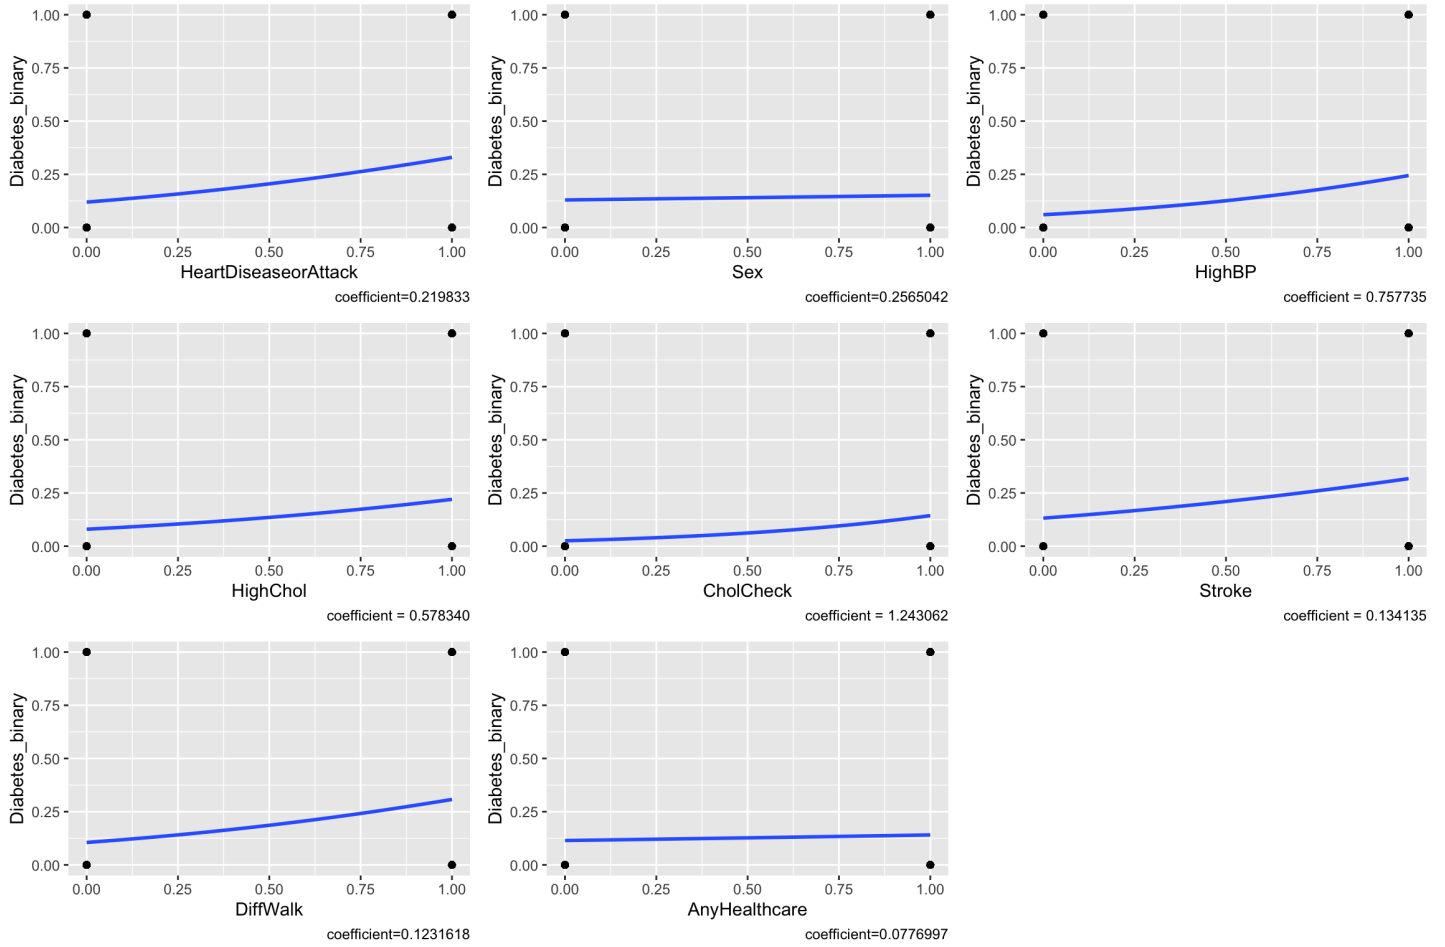 Diabetes_binary
1.00
0.75
0.50
0.25
0.00
0.00 0.25 0.50 0.75 1.00
HeartDiseaseorAttack
coefficient=0.219833
Diabetes_binary
1.00
0.75
0.50
0.25
0.00
0.00 0.25 0.50 0.75 1.00
Sex
coefficient=0.2565042
Diabetes_binary
1.00
0.75
0.50
0.25
0.00
0.00 0.25 0.50 0.75 1.00
HighBP
coefficient = 0.757735
Diabetes_binary
1.00
0.75
0.50
0.25
0.00
0.00 0.25 0.50 0.75 1.00
HighChol
coefficient = 0.578340
Diabetes_binary
1.00
0.75
0.50
0.25
0.00
0.00 0.25 0.50 0.75 1.00
CholCheck
coefficient = 1.243062
Diabetes_binary
1.00
0.75
0.50
0.25
0.00
0.00 0.25 0.50 0.75 1.00
Stroke
coefficient = 0.134135
Diabetes_binary
1.00
0.75
0.50
0.25
0.00
0.00 0.25 0.50 0.75 1.00
DiffWalk
coefficient=0.1231618
Diabetes_binary
1.00
0.75
0.50
0.25
0.00
0.00 0.25 0.50 0.75 1.00
AnyHealthcare
coefficient=0.0776997